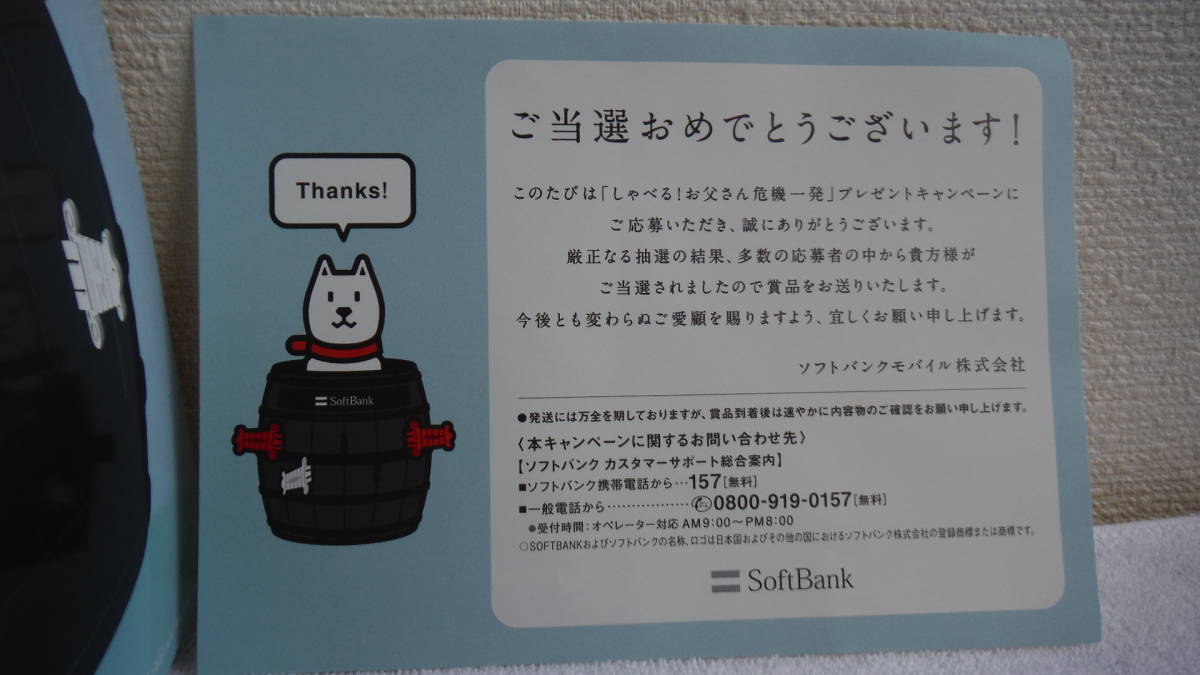 Thanks!
SoftBank
ご当選おめでとうございます!
このたびは「しゃべる!お父さん危機一発」プレゼントキャンペーンに
ご応募いただき、誠にありがとうございます。
厳正なる抽選の結果、多数の応募者の中から貴方様が
ご当選されましたので賞品をお送りいたします。
今後とも変わらぬご愛顧を賜りますよう、宜しくお願い申し上げます。
ソフトバンクモバイル株式会社
●発送には万全を期しておりますが、賞品到着後は速やかに内容物のご確認をお願い申し上げます。
〈本キャンペーンに関するお問い合わせ先〉
【ソフトバンク カスタマーサポート総合案内】
■ソフトバンク携帯電話から…157[無料]
■一般電話から………………0800-919-0157[無料]
●受付時間:オペレーター対応 AM9:00〜PM8:00
○SOFTBANKおよびソフトバンクの名称、ロゴは日本国およびその他の国におけるソフトバンク株式会社の登録商標または商標です。
SoftBank